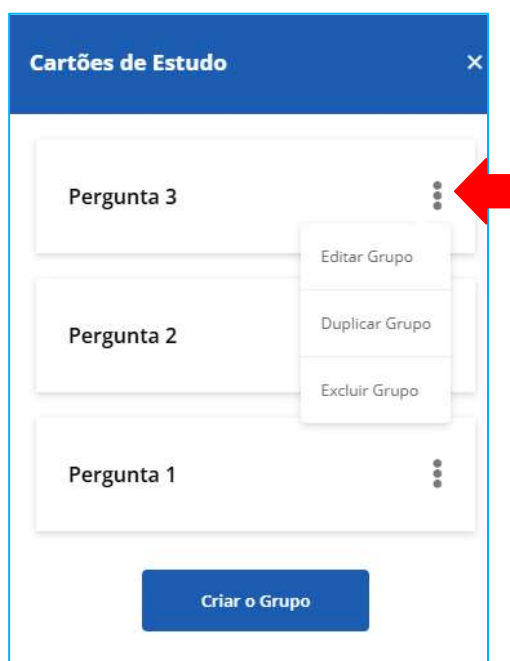 Cartões de Estudo
Pergunta 3
Editar Grupo
Duplicar Grupo
Pergunta 2
Excluir Grupo
Pergunta 1
Criar o Grupo